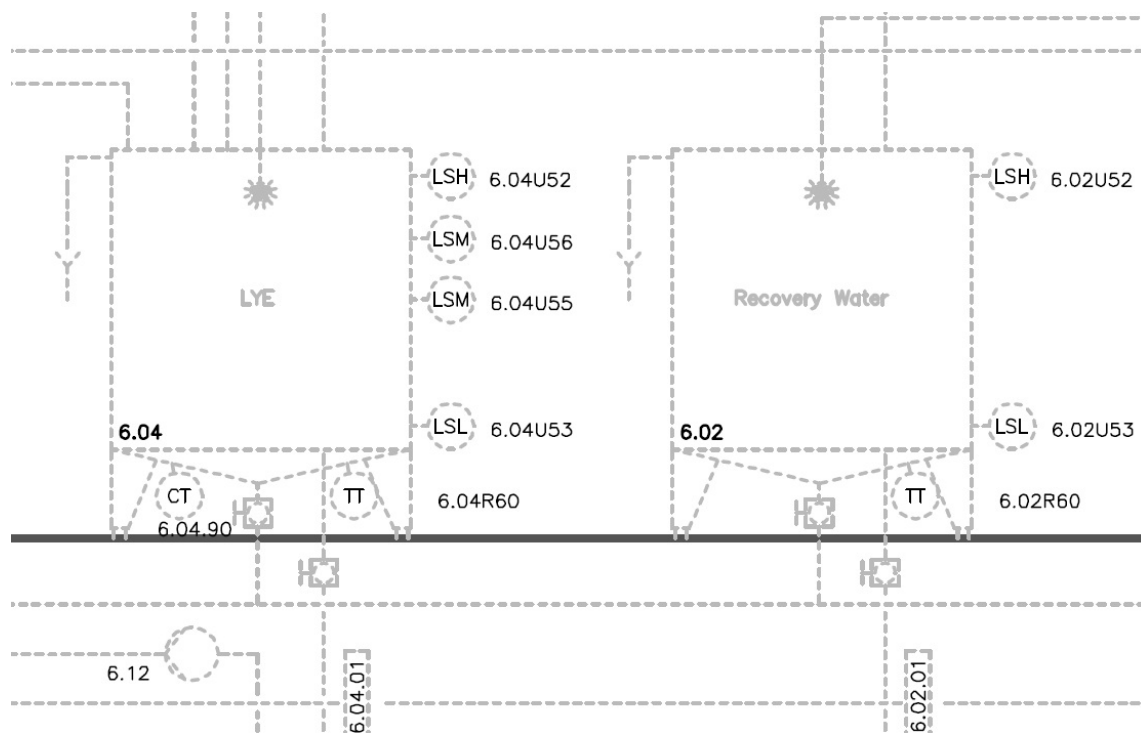 LSH 6.04U52
LSH 6.02U52
LSM 6.04U56
LYE
LSM 6.04U55
Recovery Water
6.04
LSL 6.04U53
6.02
LSL 6.02U53
CT
TT
6.04R60
TT
6.02R60
6.04.90
6.12
6.04.01
6.02.01